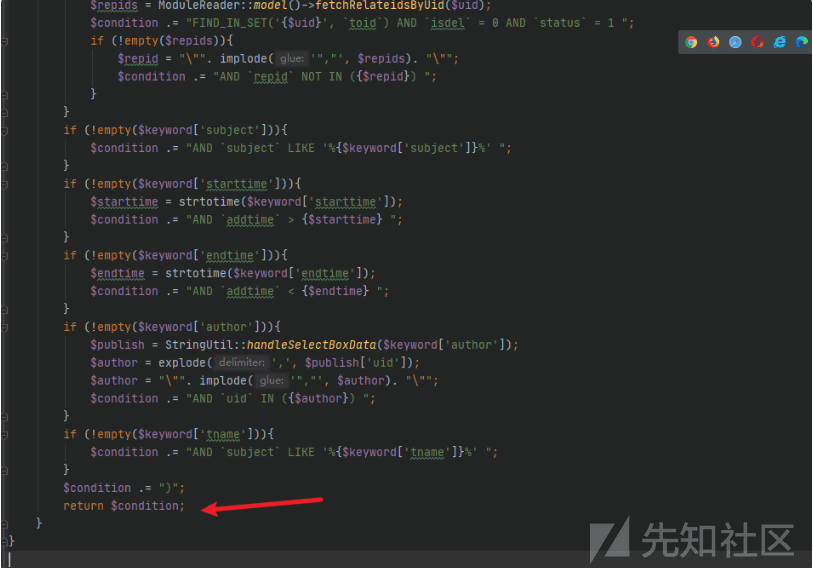 $repids = ModuleReader::model()->fetchRelateidsByUid($uid);
$condition .= "FIND_IN_SET('{$uid}', `toid`) AND `isdel` = 0 AND `status` = 1 ";
if (!empty($repids)){
$repid = "\"". implode( glue: '","', $repids). "\"";
$condition .= "AND `repid` NOT IN ({$repid}) ";
}
}
if (!empty($keyword['subject'])){
$condition .= "AND `subject` LIKE '%{$keyword['subject']}%' ";
}
if (!empty($keyword['starttime'])){
$starttime = strtotime($keyword['starttime']);
$condition .= "AND `addtime` > {$starttime} ";
}
if (!empty($keyword['endtime'])){
$endtime = strtotime($keyword['endtime']);
$condition .= "AND `addtime` < {$endtime} ";
}
if (!empty($keyword['author'])){
$publish = StringUtil::handleSelectBoxData($keyword['author']);
$author = explode( delimiter: ',', $publish['uid']);
$author = "\"". implode( glue: '","', $author). "\"";
$condition .= "AND `uid` IN ({$author}) ";
}
if (!empty($keyword['tname'])){
$condition .= "AND `subject` LIKE '%{$keyword['tname']}%' ";
}
$condition .= ")";
return $condition;
}
}
先知社区